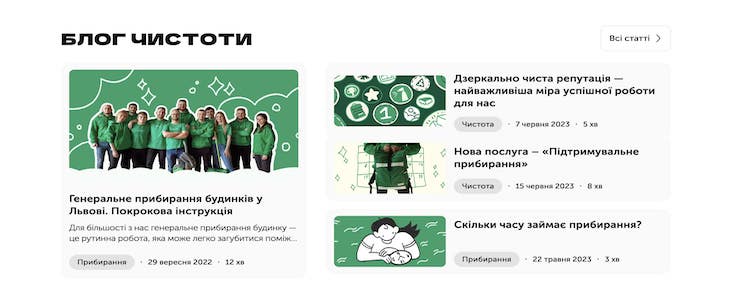 БЛОГ ЧИСТОТИ
Всі статті
Генеральне прибирання будинків у
Львові. Покрокова інструкція
Для більшості з нас генеральне прибирання будинку —
це рутинна робота, яка може легко загубитися поміж...
Прибирання · 29 вересня 2022 · 12 хв
Дзеркально чиста репутація —
найважливіша міра успішної роботи
для нас
Чистота · 7 червня 2023 · 5 хв
Нова послуга — «Підтримувальне
прибирання»
Чистота · 15 червня 2023 · 8 хв
Скільки часу займає прибирання?
Прибирання · 22 травня 2023 · 3 хв